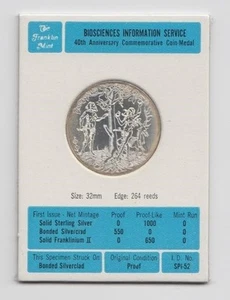 The
Franklin
Mint
BIOSCIENCES INFORMATION SERVICE
40th Anniversary Commemorative Coin-Medal
Size: 32mm Edge: 264 reeds
First Issue - Net Mintage Proof Proof-Like Mint Run
Solid Sterling Silver 0 1000 0
Bonded Silverclad 550 0 0
Solid Franklinium II 0 650 0
This Specimen Struck On Original Condition I. D. No.
Bonded Silverclad Proof SPI-52